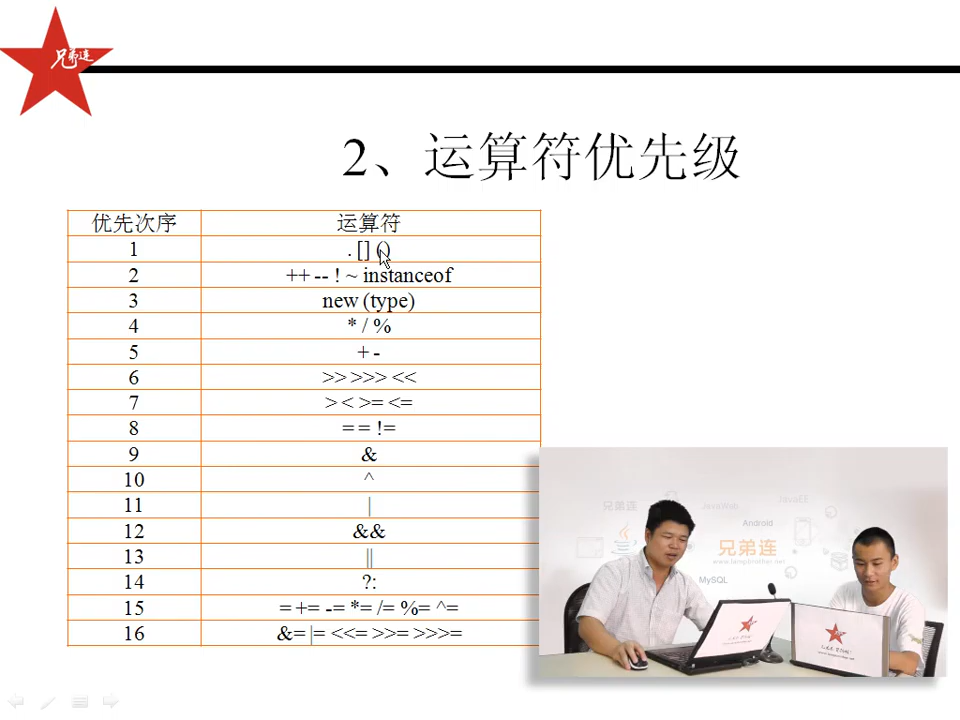 兄弟连
2、运算符优先级
优先次序 运算符
1 . [] ()
2 ++ -- ! ~ instanceof
3 new (type)
4 * / %
5 + -
6 >> >>> <<
7 > < >= <=
8 = = !=
9 &
10 ^
11 |
12 &&
13 ||
14 ?:
15 = += -= *= /= %= ^=
16 &= |= <<= >>= >>>=
兄弟连
JavaWeb
JavaEE
Android
兄弟连
www.lampbrother.net
MySQL